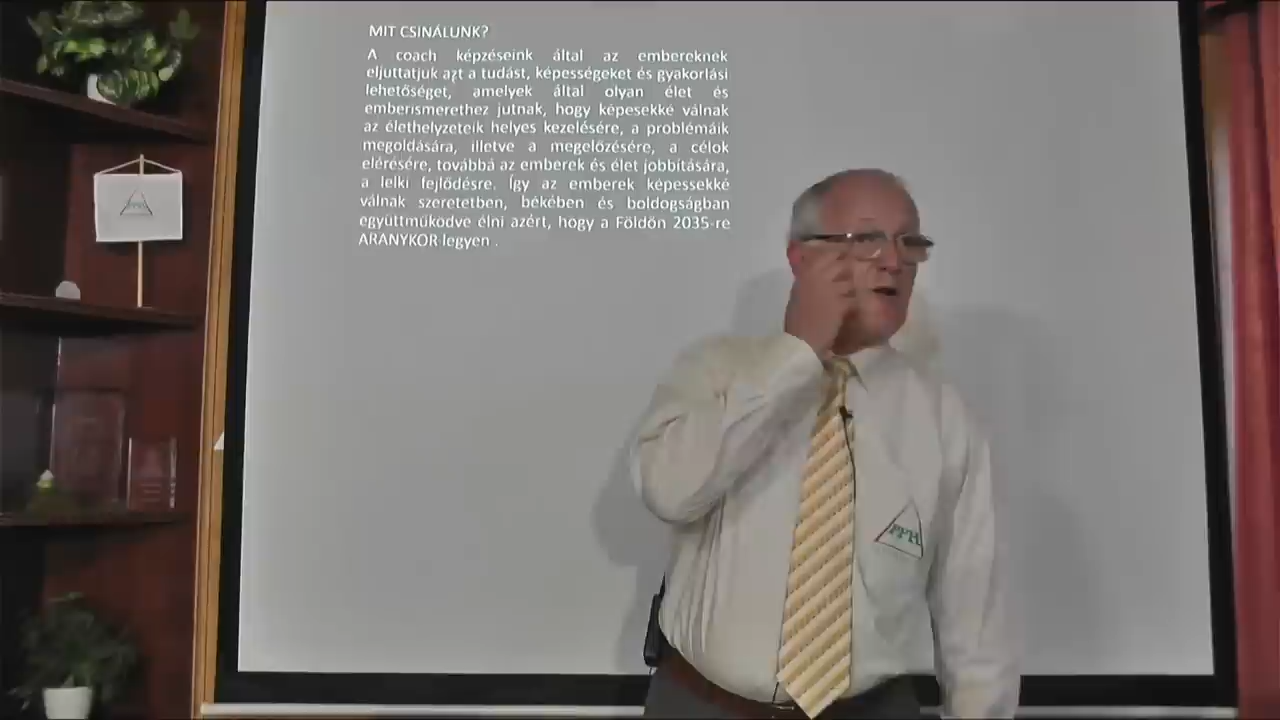 MIT CSINÁLUNK?
A coach képzéseink által az embereknek
eljuttatjuk azt a tudást, képességeket és gyakorlási
lehetőséget, amelyek által olyan élet és
emberismerethez jutnak, hogy képesekké válnak
az élethelyzeteik helyes kezelésére, a problémáik
megoldására, illetve a megelőzésére, a célok
elérésére, továbbá az emberek és élet jobbítására,
a lelki fejlődésre. Így az emberek képessekké
válnak szeretetben, békében és boldogságban
együttműködve élni azért, hogy a Földön 2035-re
ARANYKOR legyen .
PPH
PPH